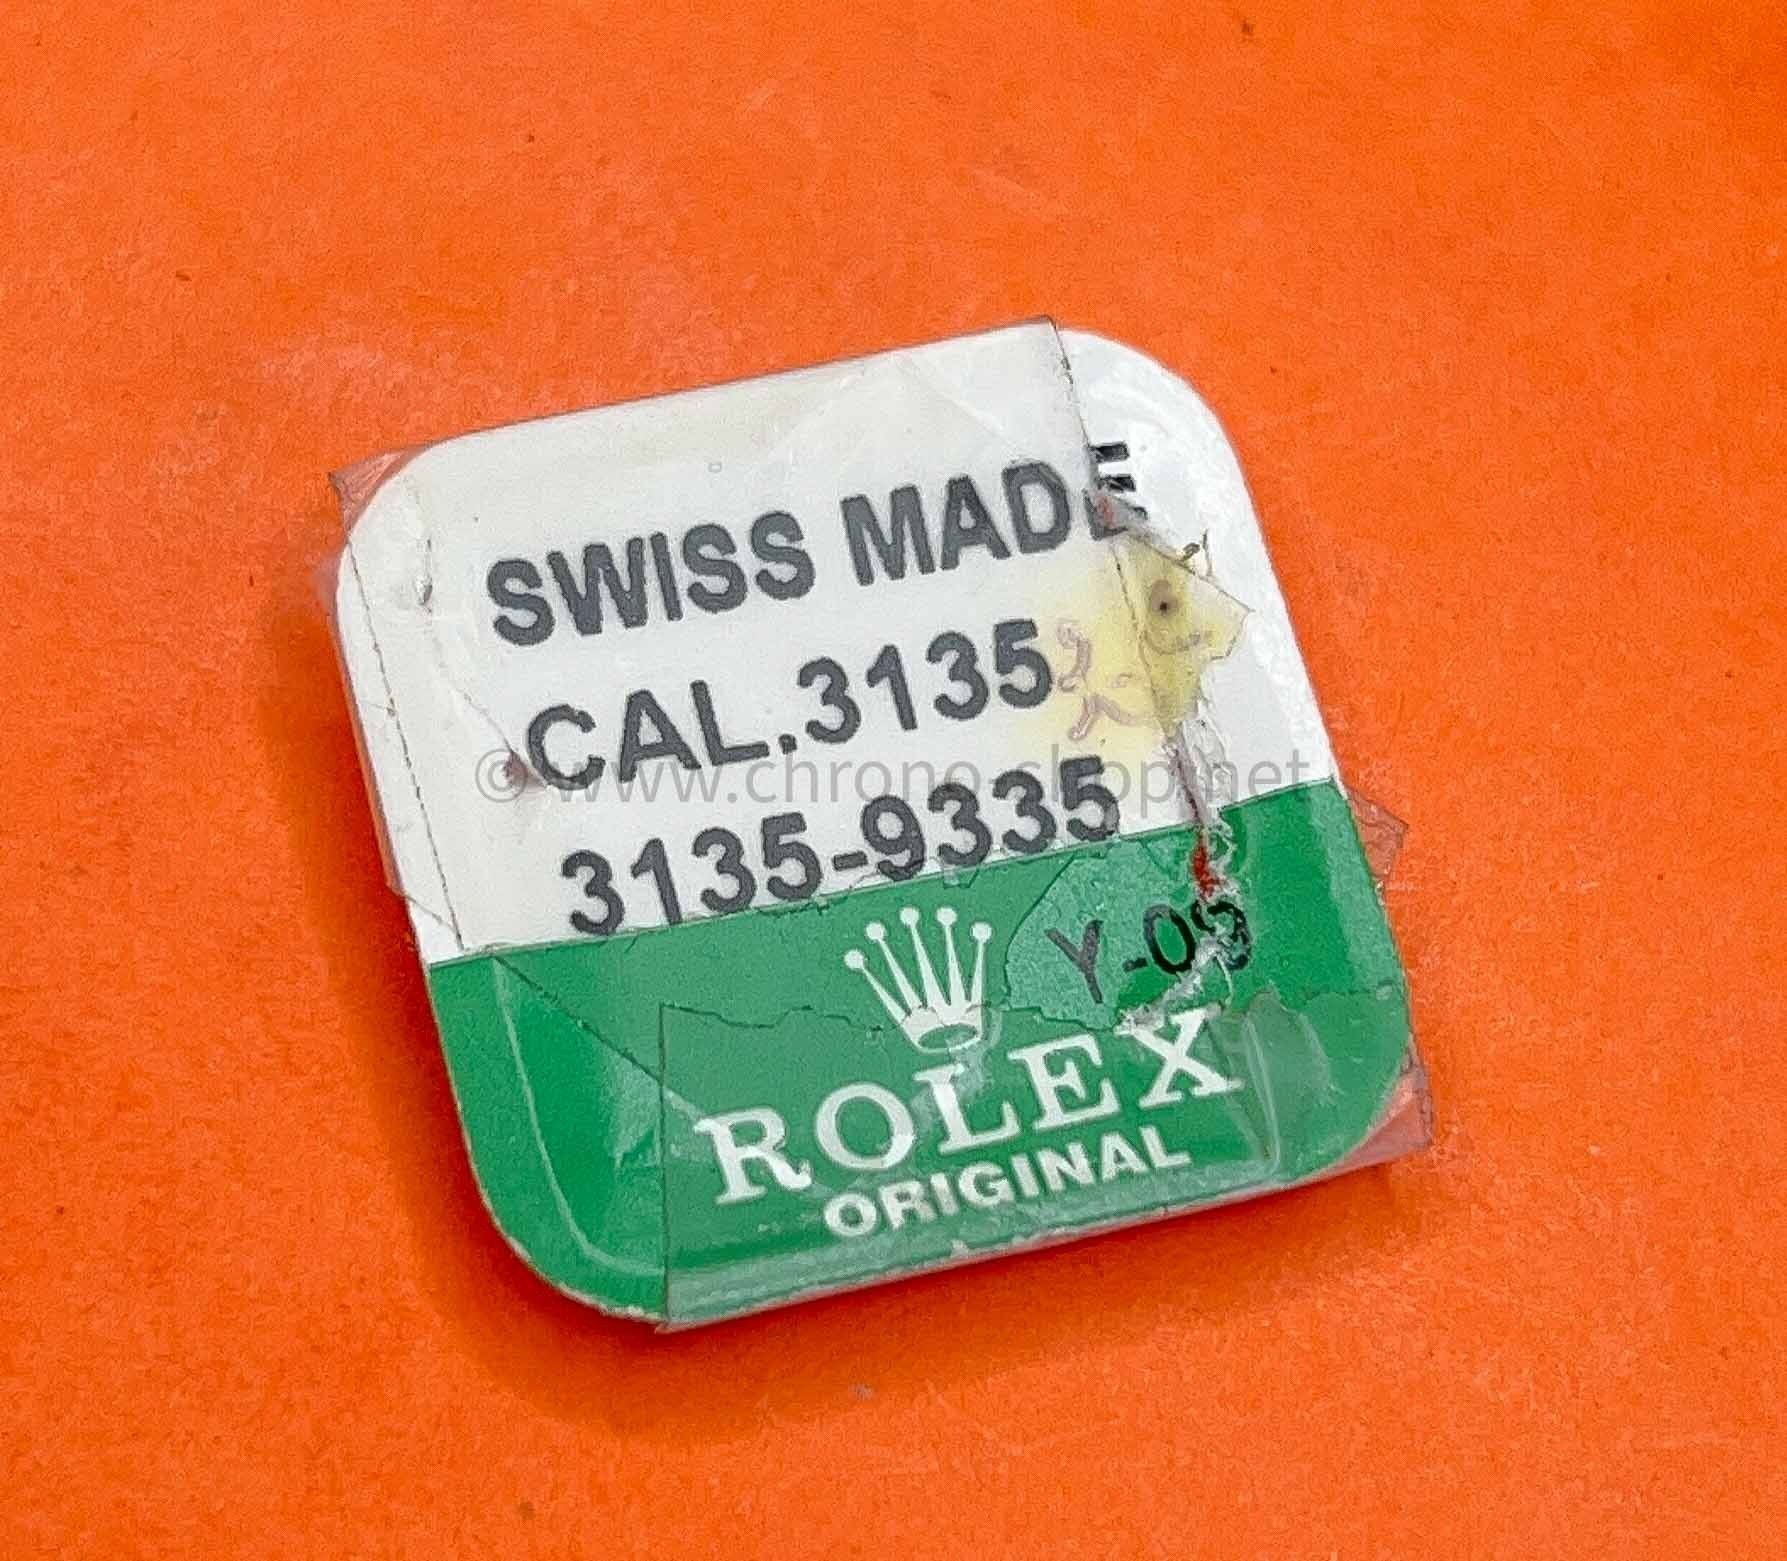 SWISS MADE
CAL.3135
3135-9335
© www.chrono-shop.net
Y-09
ROLEX
ORIGINAL